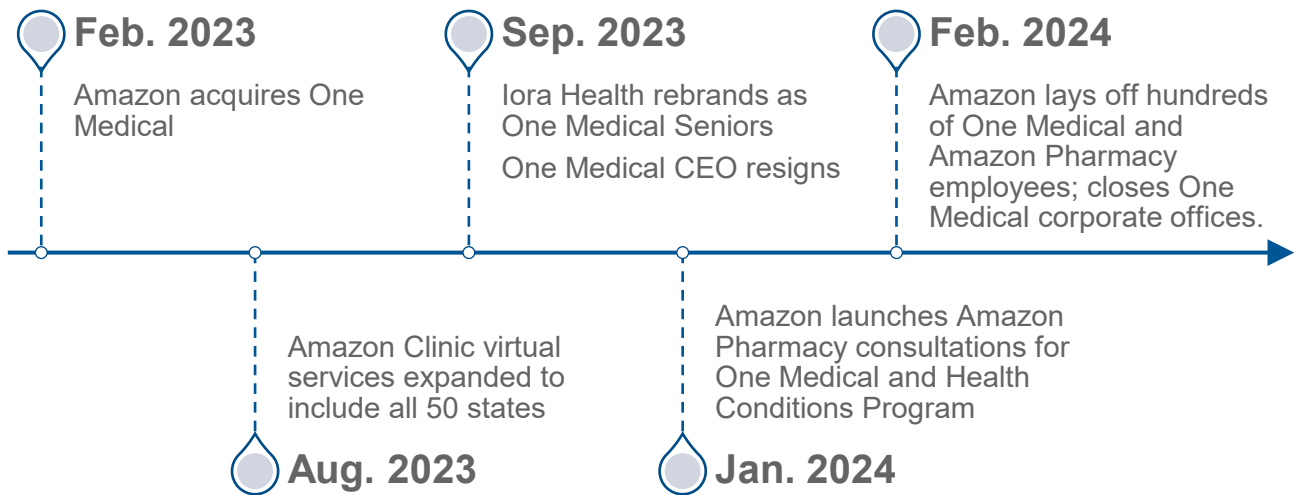 Feb. 2023
Amazon acquires One
Medical
Sep. 2023
Iora Health rebrands as
One Medical Seniors
One Medical CEO resigns
Feb. 2024
Amazon lays off hundreds
of One Medical and
Amazon Pharmacy
employees; closes One
Medical corporate offices.
Amazon Clinic virtual
services expanded to
include all 50 states
Aug. 2023
Amazon launches Amazon
Pharmacy consultations for
One Medical and Health
Conditions Program
Jan. 2024